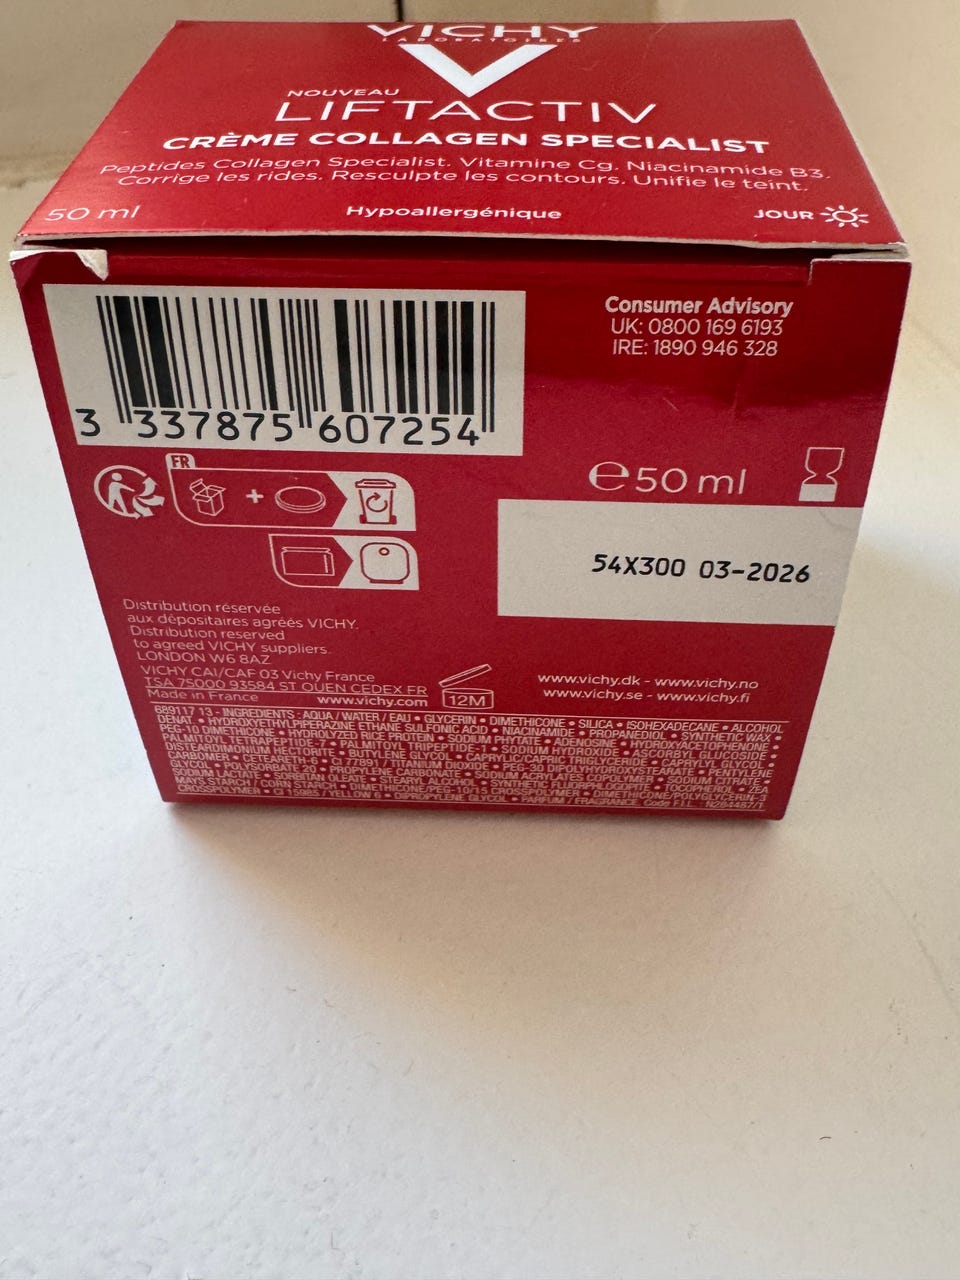 VICHY
LABORATOIRES
NOUVEAU
LIFTACTIV
CRÈME COLLAGEN SPECIALIST
Peptides Collagen Specialist. Vitamine Cg. Niacinamide B3.
Corrige les rides. Resculpte les contours. Unifie le teint.
50 ml
Hypoallergénique
JOUR
Consumer Advisory
UK: 0800 169 6193
IRE: 1890 946 328
3 337875 607254
FR
+
e50 ml
54X300 03-2026
Distribution réservée
aux dépositaires agréés VICHY.
Distribution reserved
to agreed VICHY suppliers.
LONDON W6 8AZ
VICHY CAI/CAF 03 Vichy France
TSA 75000 93584 ST OUEN CEDEX FR
Made in France www.vichy.com
12M
www.vichy.dk - www.vichy.no
www.vichy.se - www.vichy.fi
689117 13 - INGREDIENTS : AQUA / WATER / EAU • GLYCERIN • DIMETHICONE • SILICA • ISOHEXADECANE • ALCOHOL
DENAT. • HYDROXYETHYLPIPERAZINE ETHANE SULFONIC ACID • NIACINAMIDE • PROPANEDIOL • SYNTHETIC WAX •
PEG-10 DIMETHICONE • HYDROLYZED RICE PROTEIN • SODIUM PHYTATE • ADENOSINE • HYDROXYACETOPHENONE •
PALMITOYL TETRAPEPTIDE-7 • PALMITOYL TRIPEPTIDE-1 • SODIUM HYDROXIDE • ASCORBYL GLUCOSIDE •
DISTEARDIMONIUM HECTORITE • BUTYLENE GLYCOL • CAPRYLIC/CAPRIC TRIGLYCERIDE • CAPRYLYL GLYCOL •
CARBOMER • CETEARETH-6 • CI 77891 / TITANIUM DIOXIDE • PEG-30 DIPOLYHYDROXYSTEARATE • PENTYLENE
GLYCOL • POLYSORBATE 20 • PROPYLENE CARBONATE • SODIUM ACRYLATES COPOLYMER • SODIUM CITRATE •
SODIUM LACTATE • SORBITAN OLEATE • STEARYL ALCOHOL • SYNTHETIC FLUORPHLOGOPITE • TOCOPHEROL • ZEA
MAYS STARCH / CORN STARCH • DIMETHICONE/PEG-10/15 CROSSPOLYMER • DIMETHICONE/POLYGLYCERIN-3
CROSSPOLYMER • CI 15985 / YELLOW 6 • DIPROPYLENE GLYCOL • PARFUM / FRAGRANCE. Code F.I.L. : N264487/1